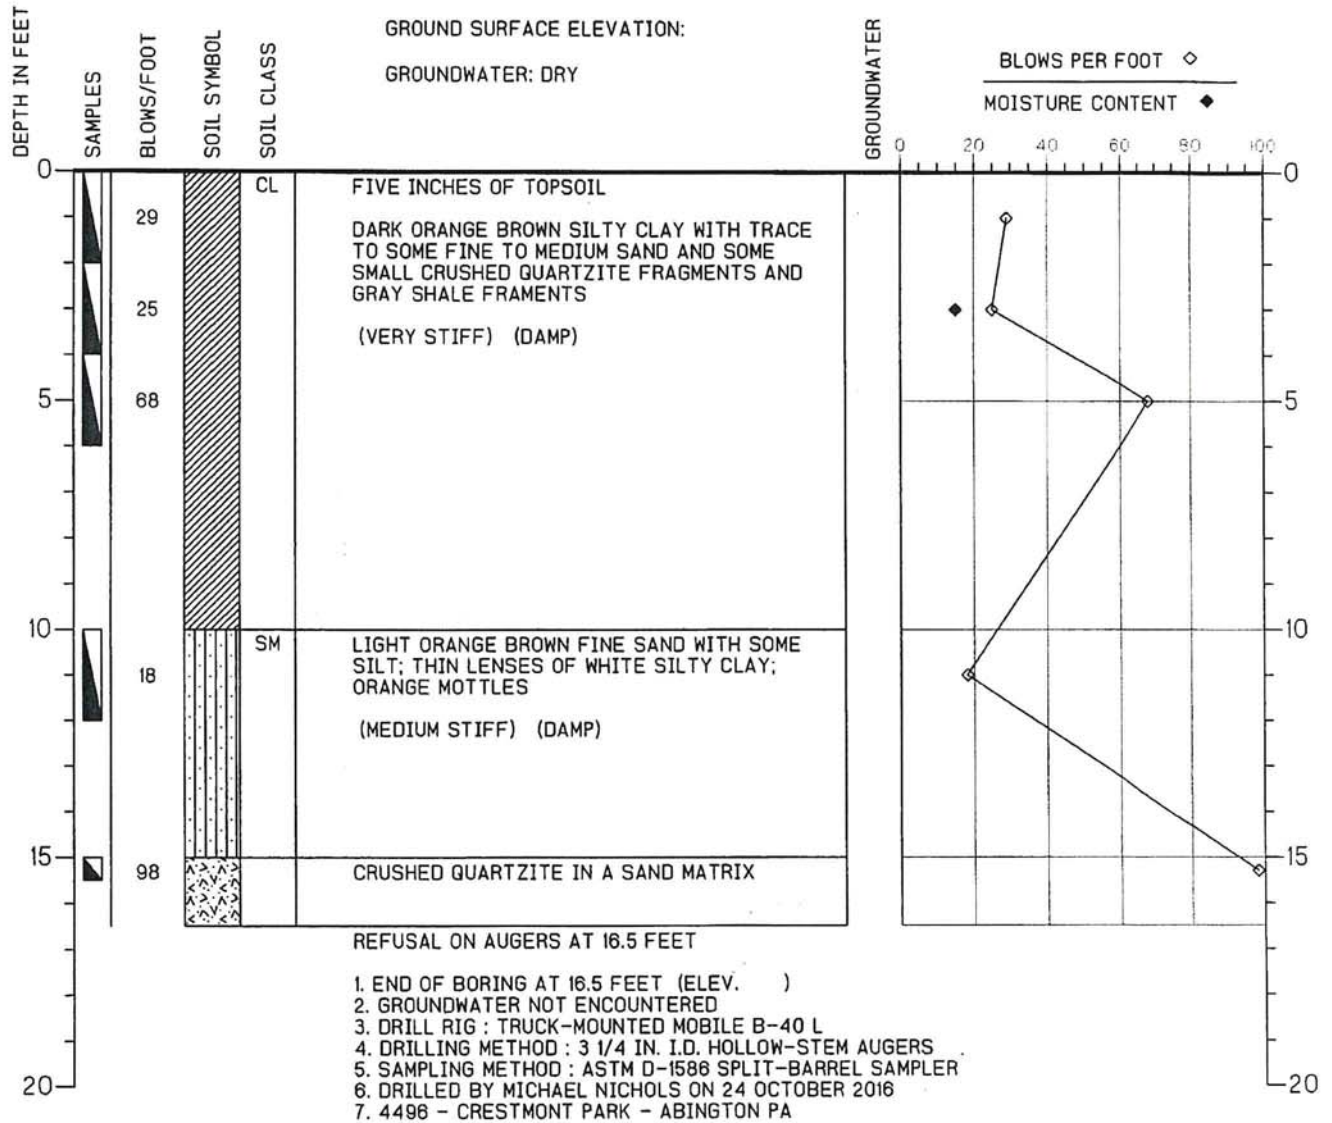 GROUND SURFACE ELEVATION:
GROUNDWATER: DRY
DEPTH IN FEET
SAMPLES
BLOWS/FOOT
SOIL SYMBOL
SOIL CLASS
GROUNDWATER
BLOWS PER FOOT ◇
MOISTURE CONTENT ◆
0 20 40 60 80 100
0 CL FIVE INCHES OF TOPSOIL 0
29 DARK ORANGE BROWN SILTY CLAY WITH TRACE
TO SOME FINE TO MEDIUM SAND AND SOME
SMALL CRUSHED QUARTZITE FRAGMENTS AND
25 GRAY SHALE FRAMENTS
(VERY STIFF) (DAMP)
5 68 5
10 SM LIGHT ORANGE BROWN FINE SAND WITH SOME 10
18 SILT; THIN LENSES OF WHITE SILTY CLAY;
ORANGE MOTTLES
(MEDIUM STIFF) (DAMP)
15 98 CRUSHED QUARTZITE IN A SAND MATRIX 15
REFUSAL ON AUGERS AT 16.5 FEET
1. END OF BORING AT 16.5 FEET (ELEV. )
2. GROUNDWATER NOT ENCOUNTERED
3. DRILL RIG : TRUCK-MOUNTED MOBILE B-40 L
4. DRILLING METHOD : 3 1/4 IN. I.D. HOLLOW-STEM AUGERS
5. SAMPLING METHOD : ASTM D-1586 SPLIT-BARREL SAMPLER
20 6. DRILLED BY MICHAEL NICHOLS ON 24 OCTOBER 2016 20
7. 4496 - CRESTMONT PARK - ABINGTON PA